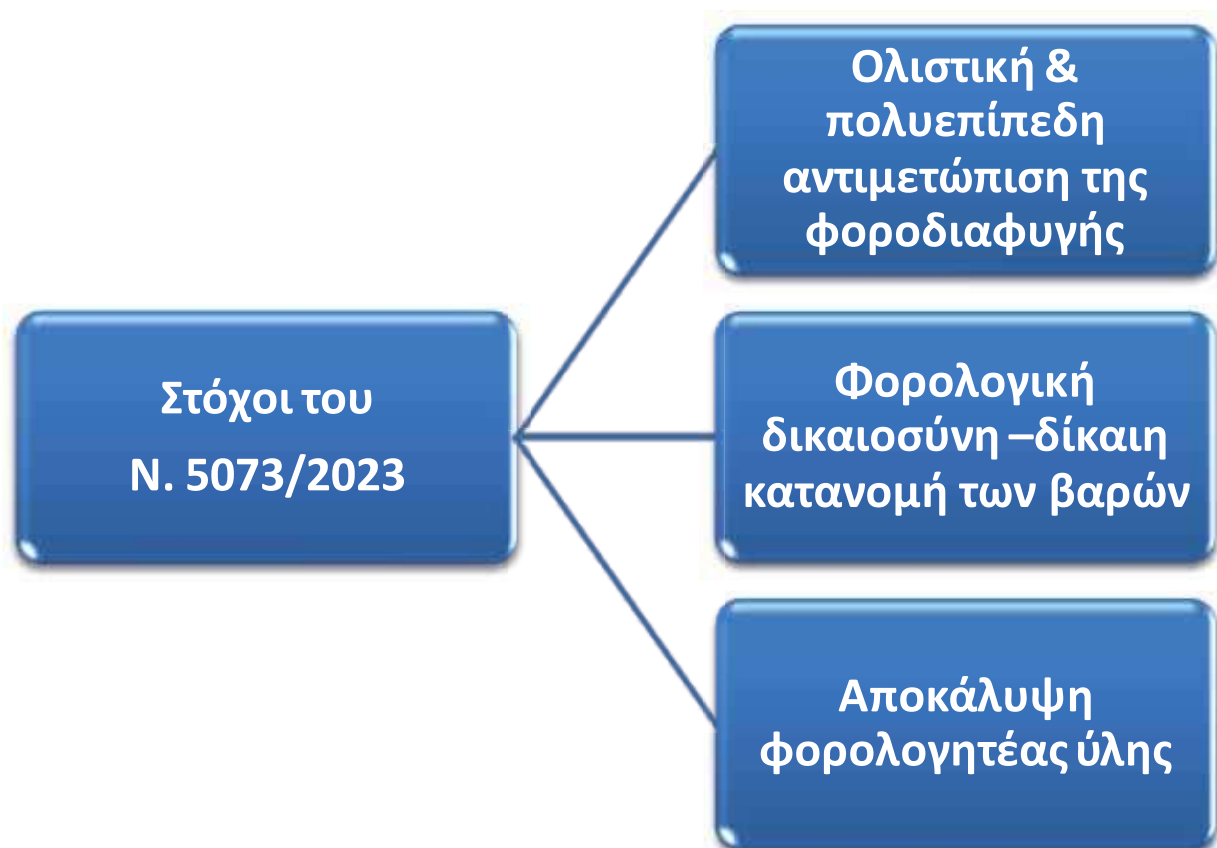 Στόχοι του
Ν. 5073/2023
Ολιστική &
πολυεπίπεδη
αντιμετώπιση της
φοροδιαφυγής
Φορολογική
δικαιοσύνη –δίκαιη
κατανομή των βαρών
Αποκάλυψη
φορολογητέας ύλης